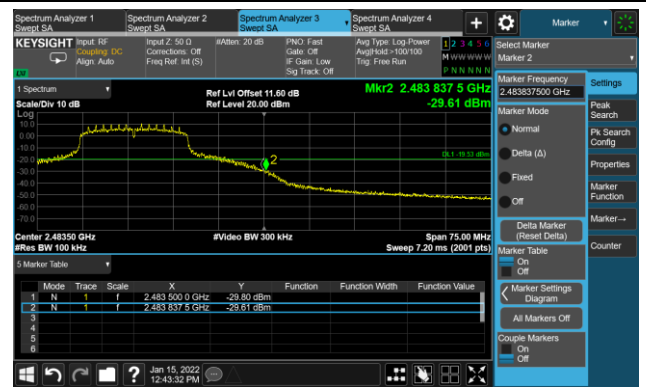 Spectrum Analyzer 1
Swept SA
Spectrum Analyzer 2
Swept SA
Spectrum Analyzer 3
Swept SA
Spectrum Analyzer 4
Swept SA
+
Marker
KEYSIGHT
Input: RF
Coupling: DC
Align: Auto
Input Z: 50 Ω
Corrections: Off
Freq Ref: Int (S)
#Atten: 20 dB
PNO: Fast
Gate: Off
IF Gain: Low
Sig Track: Off
Avg Type: Log-Power
Avg|Hold:>100/100
Trig: Free Run
1 2 3 4 5 6
M W W W W W
P N N N N N
LXI
1 Spectrum
Scale/Div 10 dB
Ref Lvl Offset 11.60 dB
Ref Level 20.00 dBm
Mkr2 2.483 837 5 GHz
-29.61 dBm
Log
10.0
0.00
-10.0
-20.0
-30.0
-40.0
-50.0
-60.0
-70.0
2
DL1 -19.53 dBm
Center 2.48350 GHz
#Res BW 100 kHz
#Video BW 300 kHz
Span 75.00 MHz
Sweep 7.20 ms (2001 pts)
5 Marker Table
Mode Trace Scale X Y Function Function Width Function Value
1 N 1 f 2.483 500 0 GHz -29.80 dBm
2 N 1 f 2.483 837 5 GHz -29.61 dBm
3
4
5
6
Select Marker
Marker 2
Marker Frequency
2.483837500 GHz
Marker Mode
Normal
Delta (Δ)
Fixed
Off
Delta Marker
(Reset Delta)
Marker Table
On
Off
Marker Settings
Diagram
All Markers Off
Couple Markers
On
Off
Settings
Peak
Search
Pk Search
Config
Properties
Marker
Function
Marker→
Counter
?
Jan 15, 2022
12:43:32 PM